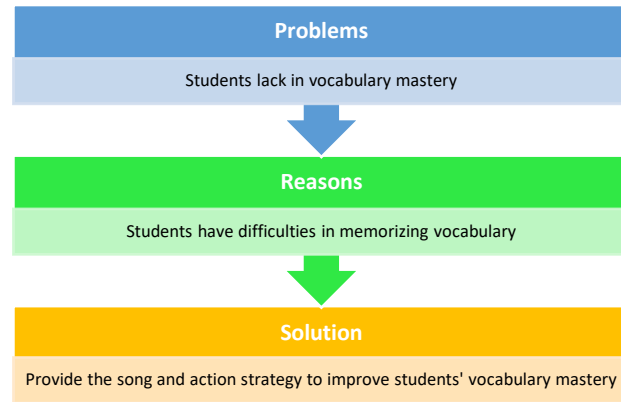 Problems
Students lack in vocabulary mastery
Reasons
Students have difficulties in memorizing vocabulary
Solution
Provide the song and action strategy to improve students' vocabulary mastery